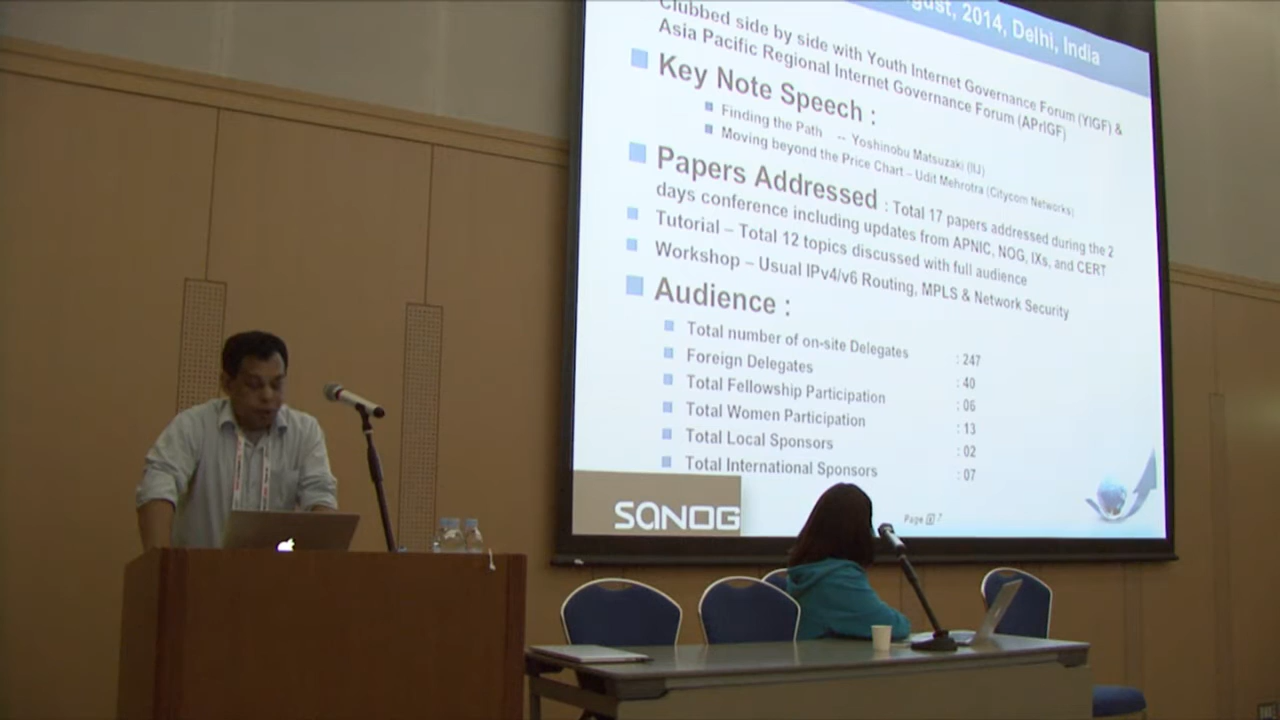 gust, 2014, Delhi, India
Clubbed side by side with Youth Internet Governance Forum (YIGF) &
Asia Pacific Regional Internet Governance Forum (APrIGF)
Key Note Speech :
Finding the Path -- Yoshinobu Matsuzaki (IIJ)
Moving beyond the Price Chart – Udit Mehrotra (Citycom Networks)
Papers Addressed : Total 17 papers addressed during the 2
days conference including updates from APNIC, NOG, IXs, and CERT
Tutorial – Total 12 topics discussed with full audience
Workshop – Usual IPv4/v6 Routing, MPLS & Network Security
Audience :
Total number of on-site Delegates : 247
Foreign Delegates : 40
Total Fellowship Participation : 06
Total Women Participation : 13
Total Local Sponsors : 02
Total International Sponsors : 07
SANOG
Page 7